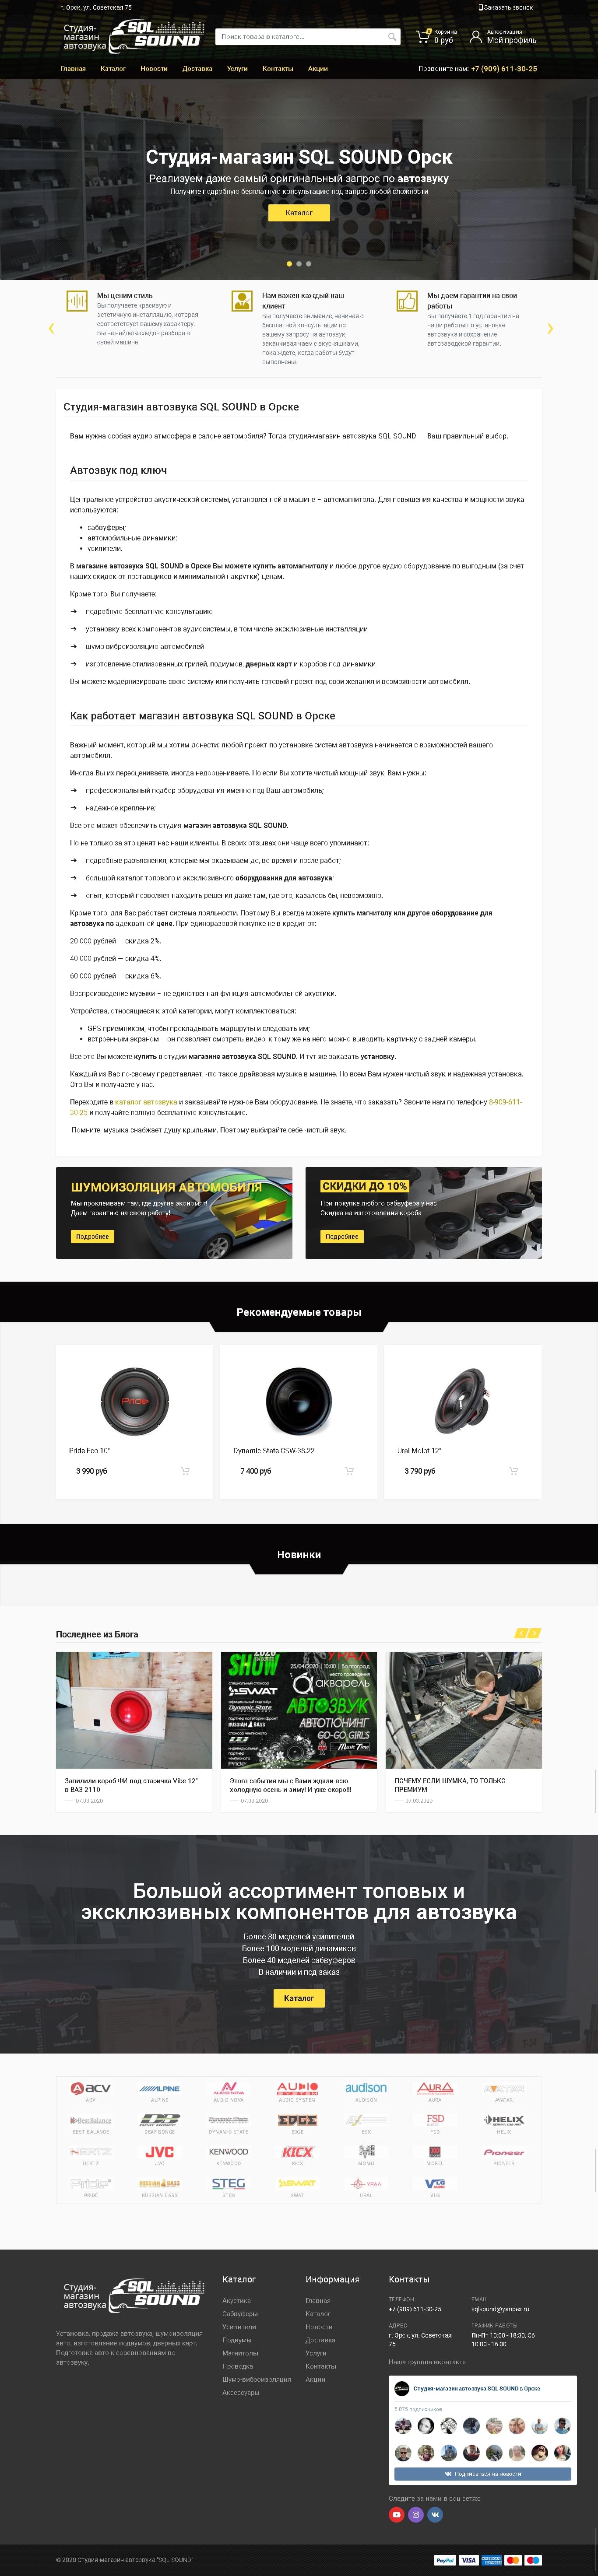 г. Орск, ул. Советская 75
Заказать звонок
Студия-
магазин
автозвука
SQL
SOUND
Поиск товара в каталоге...
0
Корзина
0 руб
Авторизация
Мой профиль
Главная
Каталог
Новости
Доставка
Услуги
Контакты
Акции
Позвоните нам: +7 (909) 611-30-25
Студия-магазин SQL SOUND Орск
Реализуем даже самый оригинальный запрос по автозвуку
Получите подробную бесплатную консультацию под запрос любой сложности
Каталог
Мы ценим стиль
Вы получаете красивую и
эстетичную инсталляцию, которая
соответствует вашему характеру.
Вы не найдете следов разбора в
своей машине
Нам важен каждый наш
клиент
Вы получаете внимание, начиная с
бесплатной консультации по
вашему запросу на автозвук,
заканчивая чаем с вкусняшками,
пока ждете, когда работы будут
выполнены.
Мы даем гарантии на свои
работы
Вы получаете 1 год гарантии на
наши работы по установке
автозвука и сохранение
автозаводской гарантии.
Студия-магазин автозвука SQL SOUND в Орске
Вам нужна особая аудио атмосфера в салоне автомобиля? Тогда студия-магазин автозвука SQL SOUND — Ваш правильный выбор.
Автозвук под ключ
Центральное устройство акустической системы, установленной в машине – автомагнитола. Для повышения качества и мощности звука
используются:
• сабвуферы;
• автомобильные динамики;
• усилители.
В магазине автозвука SQL SOUND в Орске Вы можете купить автомагнитолу и любое другое аудио оборудование по выгодным (за счет
наших скидок от поставщиков и минимальной накрутки) ценам.
Кроме того, Вы получаете:
➔ подробную бесплатную консультацию
➔ установку всех компонентов аудиосистемы, в том числе эксклюзивные инсталляции
➔ шумо-виброизоляцию автомобилей
➔ изготовление стилизованных грилей, подиумов, дверных карт и коробов под динамики
Вы можете модернизировать свою систему или получить готовый проект под свои желания и возможности автомобиля.
Как работает магазин автозвука SQL SOUND в Орске
Важный момент, который мы хотим донести: любой проект по установке систем автозвука начинается с возможностей вашего
автомобиля.
Иногда Вы их переоцениваете, иногда недооцениваете. Но если Вы хотите чистый мощный звук, Вам нужны:
➔ профессиональный подбор оборудования именно под Ваш автомобиль;
➔ надежное крепление;
Все это может обеспечить студия-магазин автозвука SQL SOUND.
Но не только за это ценят нас наши клиенты. В своих отзывах они чаще всего упоминают:
➔ подробные разъяснения, которые мы оказываем до, во время и после работ;
➔ большой каталог топового и эксклюзивного оборудования для автозвука;
➔ опыт, который позволяет находить решения даже там, где это, казалось бы, невозможно.
Кроме того, для Вас работает система лояльности. Поэтому Вы всегда можете купить магнитолу или другое оборудование для
автозвука по адекватной цене. При единоразовой покупке не в кредит от:
20 000 рублей — скидка 2%.
40 000 рублей — скидка 4%.
60 000 рублей — скидка 6%.
Воспроизведение музыки – не единственная функция автомобильной акустики.
Устройства, относящиеся к этой категории, могут комплектоваться:
• GPS-приемником, чтобы прокладывать маршруты и следовать им;
• встроенным экраном – он позволяет смотреть видео, к тому же на него можно выводить картинку с задней камеры.
Все это Вы можете купить в студии-магазине автозвука SQL SOUND. И тут же заказать установку.
Каждый из Вас по-своему представляет, что такое драйвовая музыка в машине. Но всем Вам нужен чистый звук и надежная установка.
Это Вы и получаете у нас.
Переходите в каталог автозвука и заказывайте нужное Вам оборудование. Не знаете, что заказать? Звоните нам по телефону 8-909-611-
30-25 и получайте полную бесплатную консультацию.
Помните, музыка снабжает душу крыльями. Поэтому выбирайте себе чистый звук.
ШУМОИЗОЛЯЦИЯ АВТОМОБИЛЯ
Мы проклеиваем там, где другие экономят!
Даем гарантию на свою работу!
Подробнее
СКИДКИ ДО 10%
При покупке любого сабвуфера у нас
Скидка на изготовления короба
Подробнее
Рекомендуемые товары
Pride
Pride Eco 10"
3 990 руб
Dynamic State CSW-38.22
7 400 руб
Ural Molot 12"
3 790 руб
Новинки
Последнее из Блога
2020
SHOW
УРАЛ
25/04/2020 | 10:00 | Волгоград
место проведения
акварель
SWAT
Dynamic State
АВТОЗВУК
АВТОТЮНИНГ
GO-GO GIRLS
RUSSIAN BASS
Pride
Music Time
Запилили короб ФИ под старичка Vibe 12"
в ВАЗ 2110
07.03.2020
Этого события мы с Вами ждали всю
холодную осень и зиму! И уже скоро!!!
07.03.2020
ПОЧЕМУ ЕСЛИ ШУМКА, ТО ТОЛЬКО
ПРЕМИУМ
07.03.2020
Большой ассортимент топовых и
эксклюзивных компонентов для автозвука
Более 30 моделей усилителей
Более 100 моделей динамиков
Более 40 моделей сабвуферов
В наличии и под заказ
Каталог
ACV ALPINE AUDIO NOVA AUDIO SYSTEM AUDISON AURA AVATAR
BEST BALANCE DEAF BONCE DYNAMIC STATE EDGE ESB FSD HELIX
HERTZ JVC KENWOOD KICX MOMO MOREL PIONEER
PRIDE RUSSIAN BASS STEG SWAT URAL VIBE
Студия-
магазин
автозвука
SQL
SOUND
Установка, продажа автозвука, шумоизоляция
авто, изготовление подиумов, дверных карт.
Подготовка авто к соревнованиям по
автозвуку.
Каталог
Акустика
Сабвуферы
Усилители
Подиумы
Магнитолы
Проводка
Шумо-виброизоляция
Аксессуары
Информация
Главная
Каталог
Новости
Доставка
Услуги
Контакты
Акции
Контакты
ТЕЛЕФОН
+7 (909) 611-30-25
EMAIL
sqlsound@yandex.ru
АДРЕС
г. Орск, ул. Советская
75
ГРАФИК РАБОТЫ
Пн-Пт 10:00 - 18:30, Сб
10:00 - 16:00
Наша группа вконтакте
Студия-магазин автозвука SQL SOUND в Орске
5 875 подписчиков
Подписаться на новости
Следите за нами в соц сетях
© 2020 Студия-магазин автозвука "SQL SOUND"
PayPal VISA